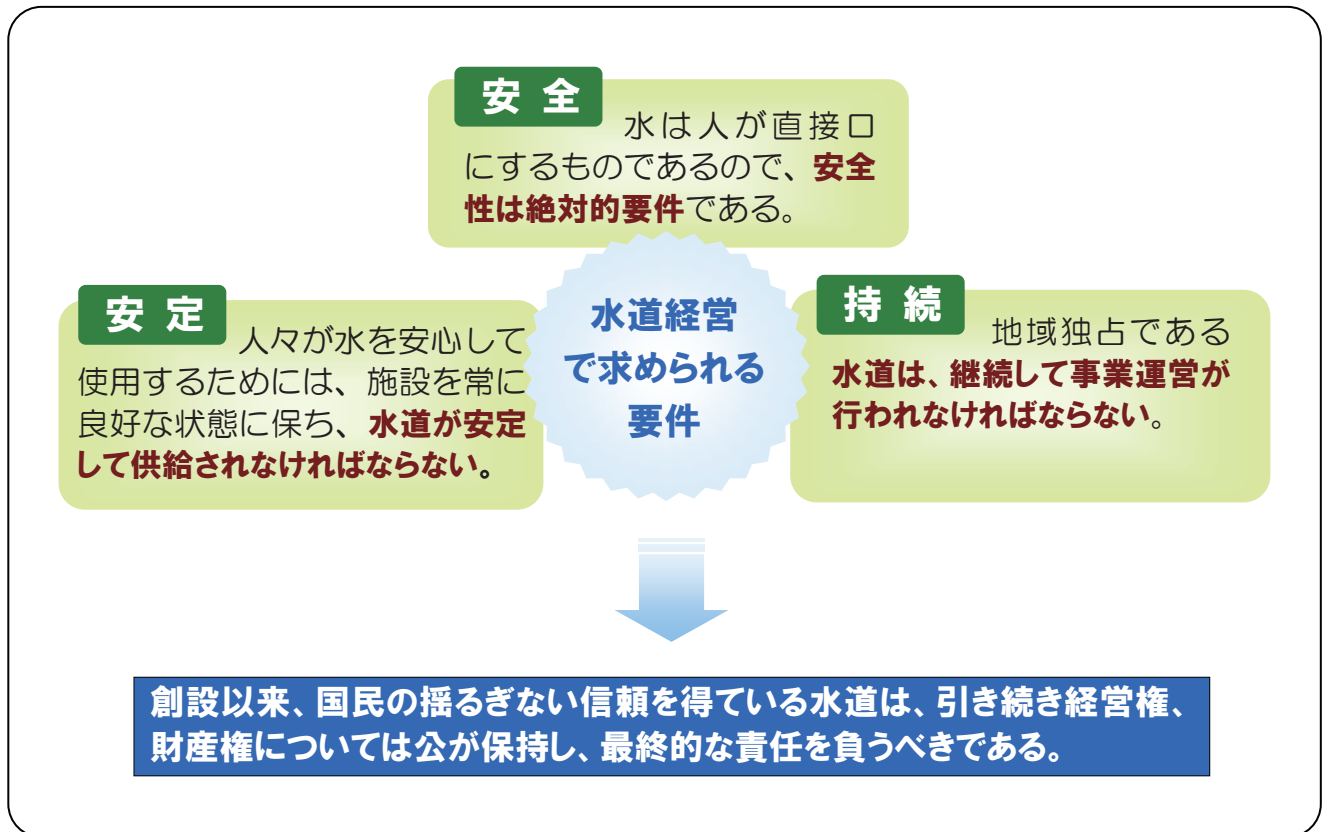 安全
水は人が直接口
にするものであるので、安全
性は絶対的要件である。
安定
人々が水を安心して
使用するためには、施設を常に
良好な状態に保ち、水道が安定
して供給されなければならない。
水道経営
で求められる
要件
持続
地域独占である
水道は、継続して事業運営が
行われなければならない。
創設以来、国民の揺るぎない信頼を得ている水道は、引き続き経営権、
財産権については公が保持し、最終的な責任を負うべきである。